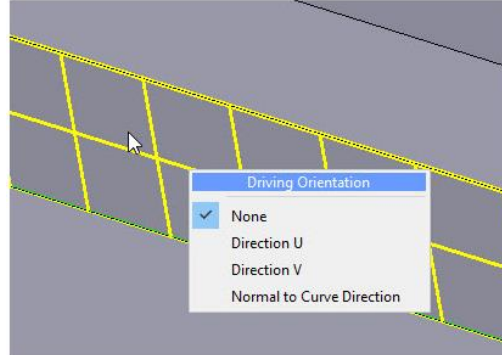 Driving Orientation
None
Direction U
Direction V
Normal to Curve Direction